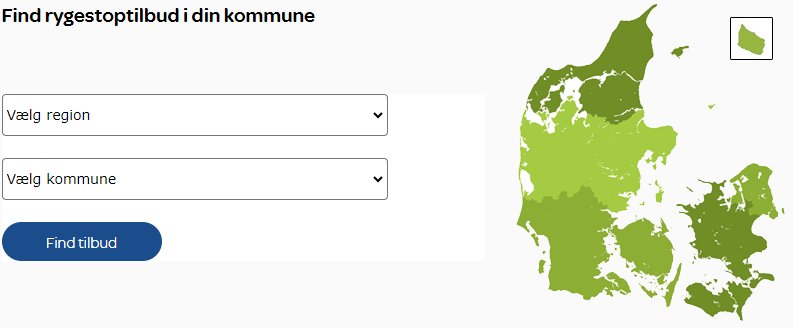 Find rygestoptilbud i din kommune
Vælg region
Vælg kommune
Find tilbud